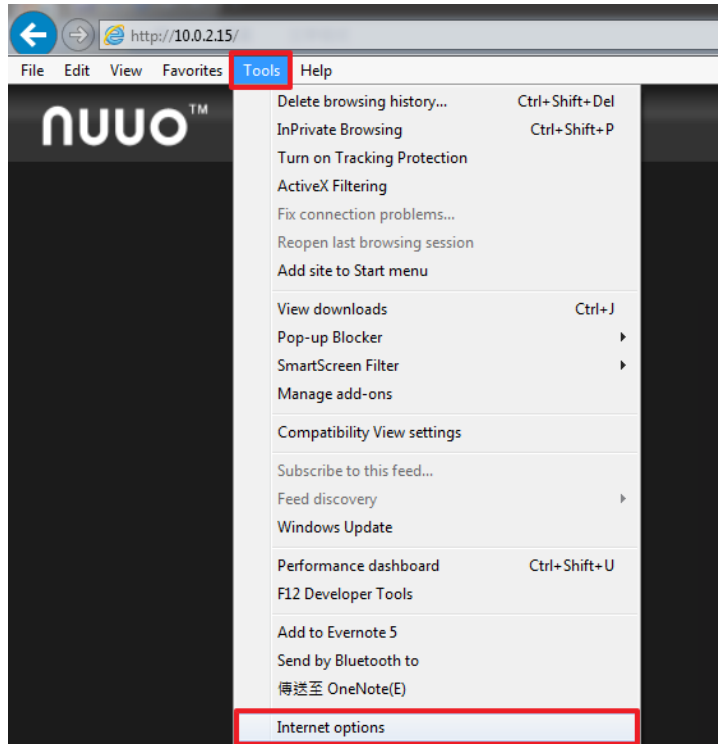 http://10.0.2.15/
File Edit View Favorites Tools Help
nuuo™
Delete browsing history... Ctrl+Shift+Del
InPrivate Browsing Ctrl+Shift+P
Turn on Tracking Protection
ActiveX Filtering
Fix connection problems...
Reopen last browsing session
Add site to Start menu
View downloads Ctrl+J
Pop-up Blocker
SmartScreen Filter
Manage add-ons
Compatibility View settings
Subscribe to this feed...
Feed discovery
Windows Update
Performance dashboard Ctrl+Shift+U
F12 Developer Tools
Add to Evernote 5
Send by Bluetooth to
傳送至 OneNote(E)
Internet options